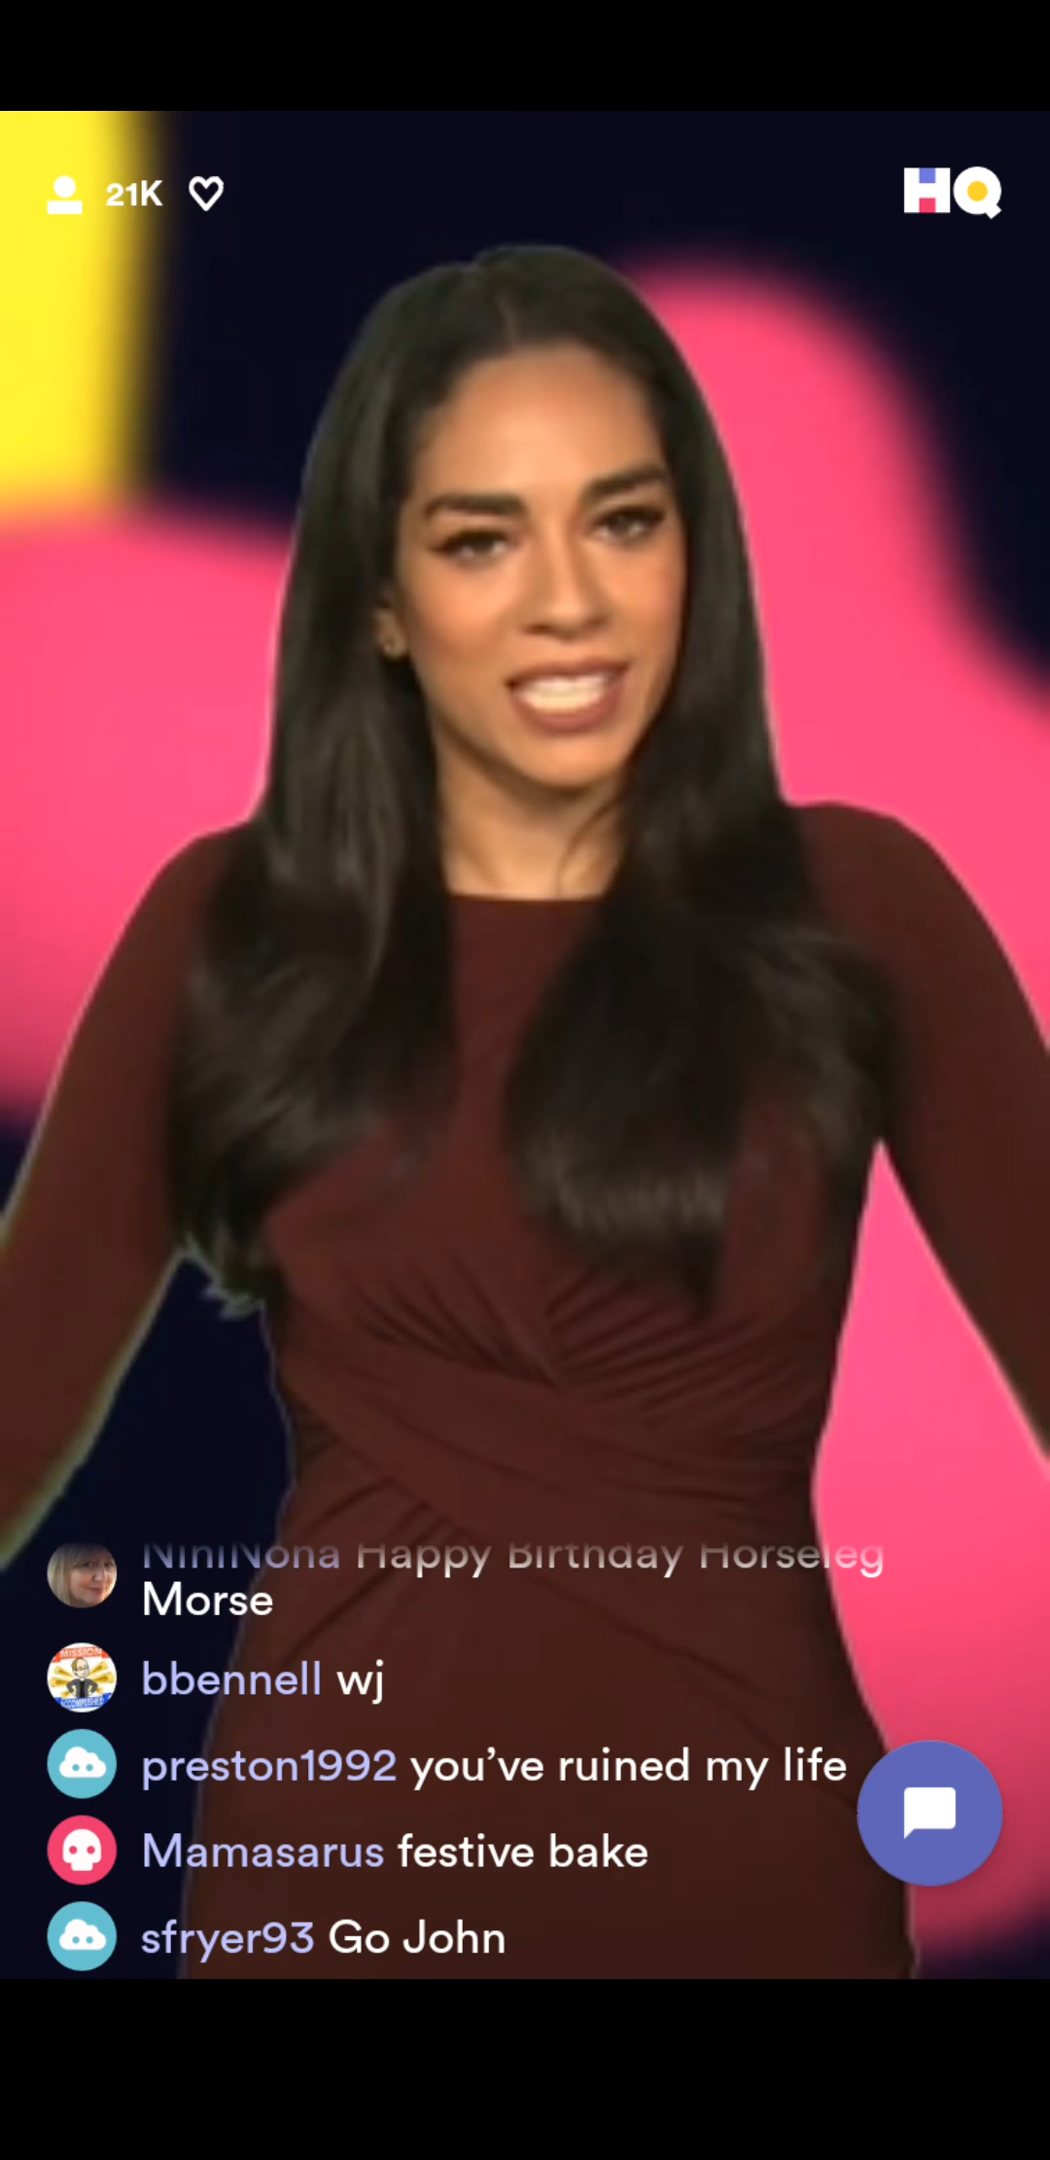 21K
HQ
NiniNona Happy Birthday Horseleg
Morse
bbennell wj
preston1992 you’ve ruined my life
Mamasarus festive bake
sfryer93 Go John